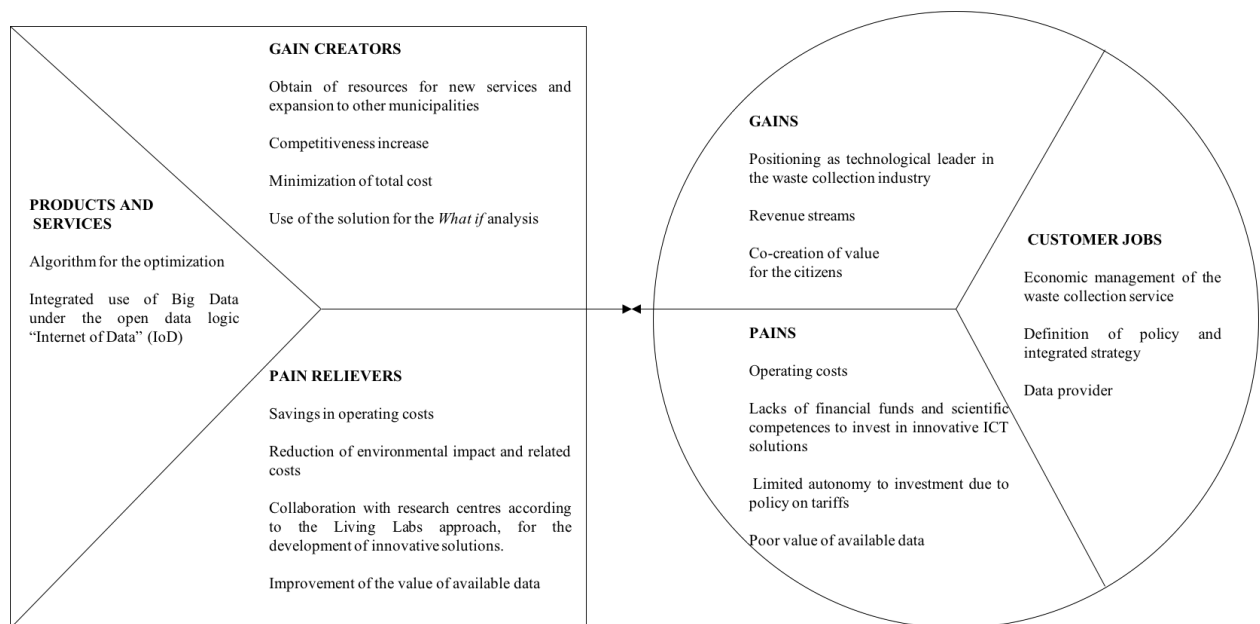 GAIN CREATORS
Obtain of resources for new services and
expansion to other municipalities
Competitiveness increase
Minimization of total cost
Use of the solution for the What if analysis
PRODUCTS AND
SERVICES
Algorithm for the optimization
Integrated use of Big Data
under the open data logic
“Internet of Data” (IoD)
PAIN RELIEVERS
Savings in operating costs
Reduction of environmental impact and related
costs
Collaboration with research centres according
to the Living Labs approach, for the
development of innovative solutions.
Improvement of the value of available data
GAINS
Positioning as technological leader in
the waste collection industry
Revenue streams
Co-creation of value
for the citizens
PAINS
Operating costs
Lacks of financial funds and scientific
competences to invest in innovative ICT
solutions
Limited autonomy to investment due to
policy on tariffs
Poor value of available data
CUSTOMER JOBS
Economic management of the
waste collection service
Definition of policy and
integrated strategy
Data provider